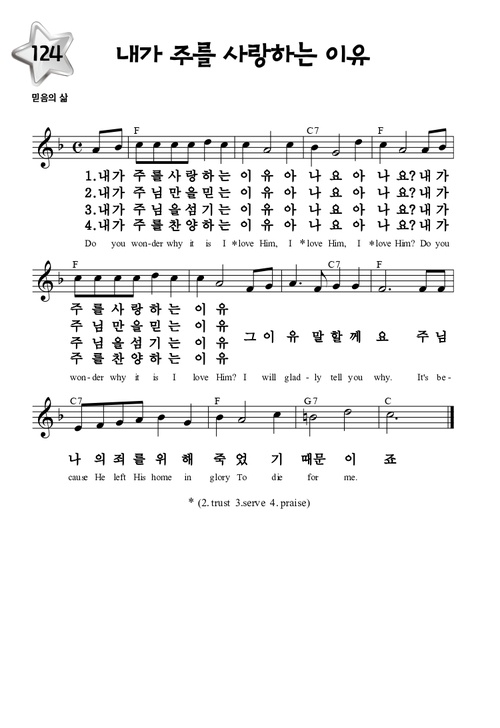 124
내가 주를 사랑하는 이유
믿음의 삶
F C7 F
1.내가 주를사랑하는 이유아 나요아 나요?내가
2.내가 주님만을믿는 이유아 나요아 나요?내가
3.내가 주님을섬기는 이유아 나요아 나요?내가
4.내가 주를찬양하는 이유아 나요아 나요?내가
Do you won-der why it is I *love Him, I *love Him, I *love Him? Do you
F C7 F
주를사랑하는 이유
주님만을믿는 이유
주님을섬기는 이유
주를찬양하는 이유
그이유 말할께요 주님
won-der why it is I love Him? I will glad-ly tell you why. It's be-
C7 F G7 C
나의죄를위해 죽었기 때문이죠
cause He left His home in glory To die for me.
* (2. trust 3.serve 4. praise)